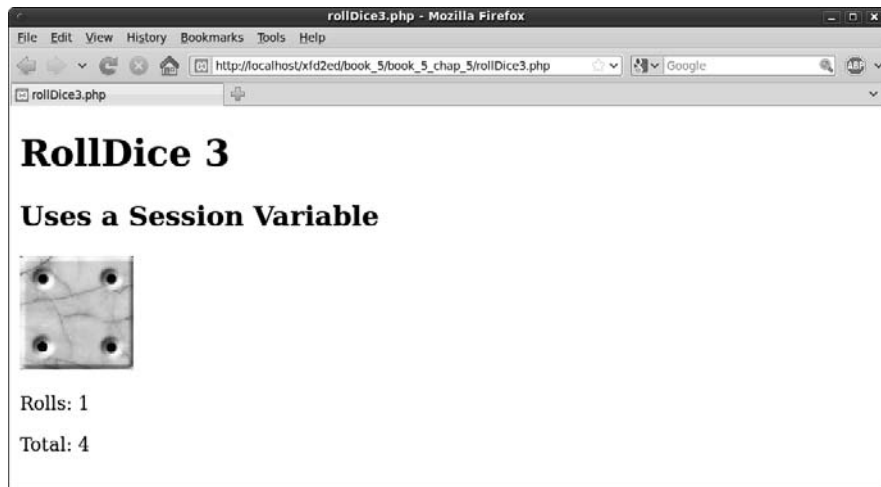 rollDice3.php - Mozilla Firefox
File Edit View History Bookmarks Tools Help
http://localhost/xfd2ed/book_5/book_5_chap_5/rollDice3.php Google ABP
rollDice3.php
RollDice 3
Uses a Session Variable
Rolls: 1
Total: 4